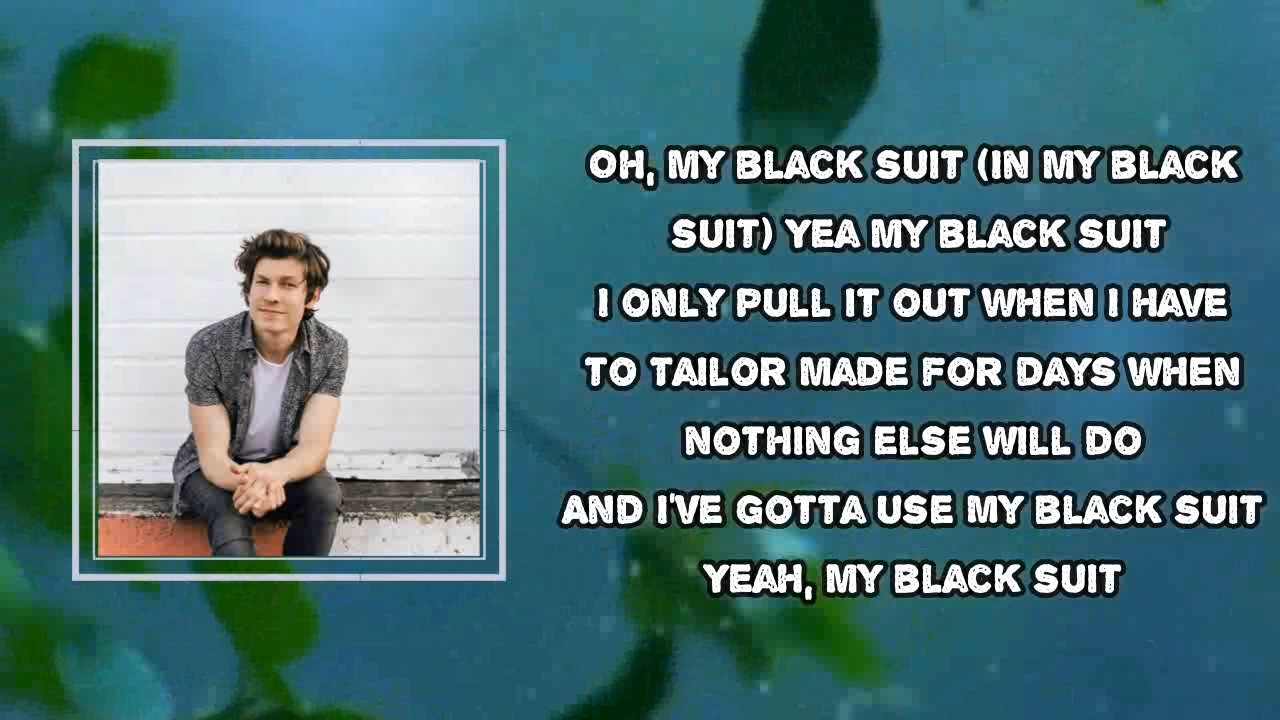 OH, MY BLACK SUIT (IN MY BLACK
SUIT) YEA MY BLACK SUIT
I ONLY PULL IT OUT WHEN I HAVE
TO TAILOR MADE FOR DAYS WHEN
NOTHING ELSE WILL DO
AND I'VE GOTTA USE MY BLACK SUIT
YEAH, MY BLACK SUIT